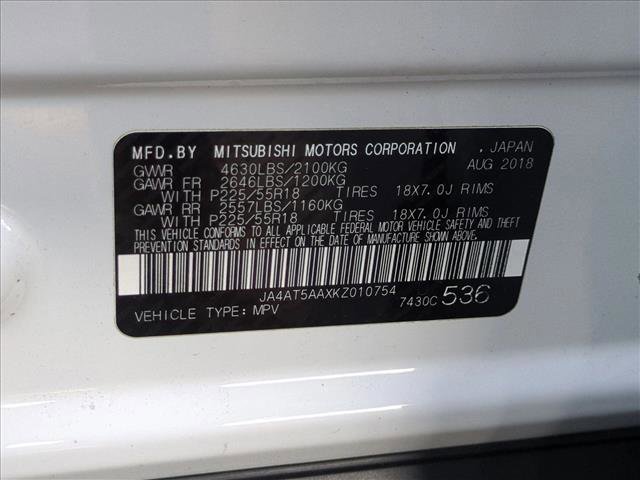 MFD.BY MITSUBISHI MOTORS CORPORATION . JAPAN
GVWR 4630LBS/2100KG AUG 2018
GAWR FR 2646LBS/1200KG
WITH P225/55R18 TIRES 18X7.0J RIMS
GAWR RR 2557LBS/1160KG
WITH P225/55R18 TIRES 18X7.0J RIMS
THIS VEHICLE CONFORMS TO ALL APPLICABLE FEDERAL MOTOR VEHICLE SAFETY AND THEFT
PREVENTION STANDARDS IN EFFECT ON THE DATE OF MANUFACTURE SHOWN ABOVE.
JA4AT5AAXKZ010754
VEHICLE TYPE:MPV 7430C 536